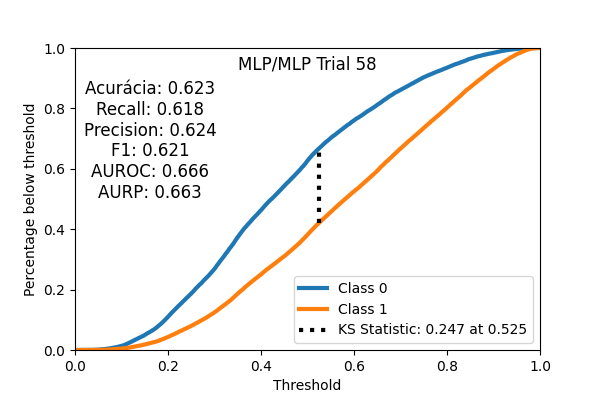 MLP/MLP Trial 58
Acurácia: 0.623
Recall: 0.618
Precision: 0.624
F1: 0.621
AUROC: 0.666
AURP: 0.663
Percentage below threshold
1.0
0.8
0.6
0.4
0.2
0.0
Class 0
Class 1
KS Statistic: 0.247 at 0.525
0.0 0.2 0.4 0.6 0.8 1.0
Threshold